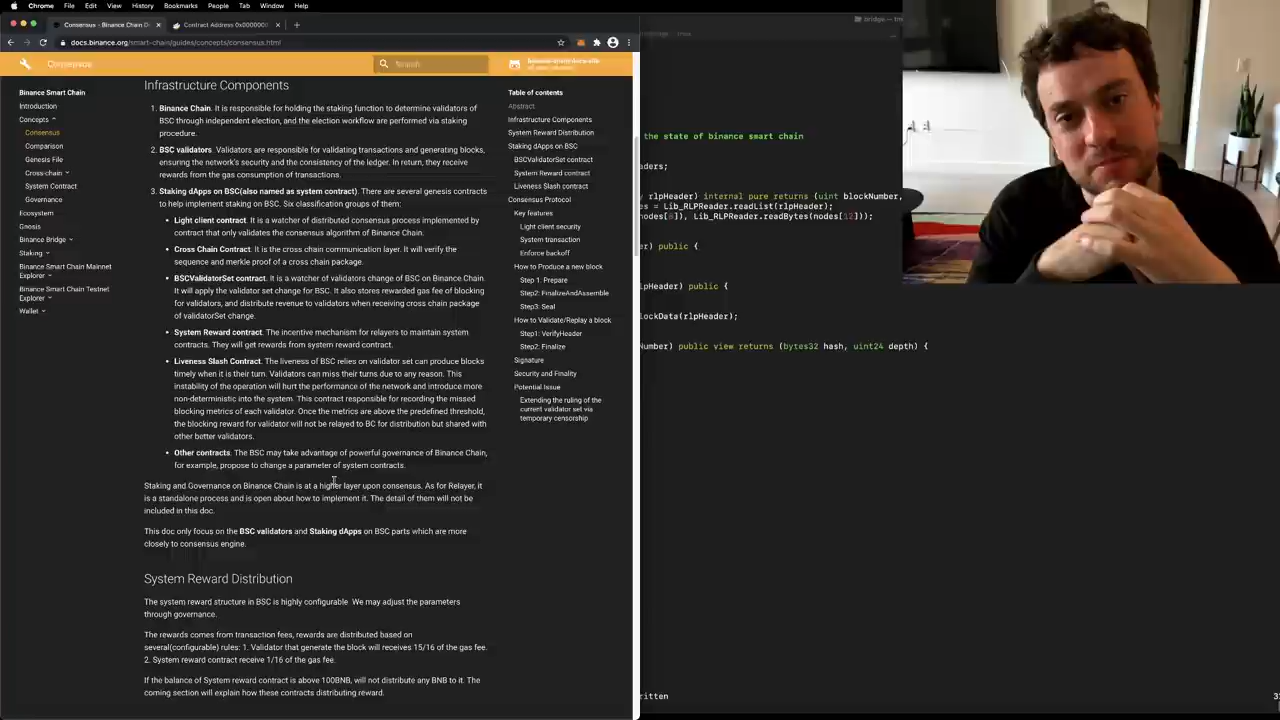 Chrome File Edit View History Bookmarks People Tab Window Help
Consensus - Binance Chain D
Contract Address 0x0000000
docs.binance.org/smart-chain/guides/concepts/consensus.html
Consensus
Search
Binance Smart Chain
Introduction
Concepts
Consensus
Comparison
Genesis File
Cross-chain
System Contract
Governance
Ecosystem
Gnosis
Binance Bridge
Staking
Binance Smart Chain Mainnet
Explorer
Binance Smart Chain Testnet
Explorer
Wallet
Infrastructure Components
1. Binance Chain. It is responsible for holding the staking function to determine validators of
BSC through independent election, and the election workflow are performed via staking
procedure.
2. BSC validators. Validators are responsible for validating transactions and generating blocks,
ensuring the network's security and the consistency of the ledger. In return, they receive
rewards from the gas consumption of transactions.
3. Staking dApps on BSC(also named as system contract). There are several genesis contracts
to help implement staking on BSC. Six classification groups of them:
• Light client contract. It is a watcher of distributed consensus process implemented by
contract that only validates the consensus algorithm of Binance Chain.
• Cross Chain Contract. It is the cross chain communication layer. It will verify the
sequence and merkle proof of a cross chain package.
• BSCValidatorSet contract. It is a watcher of validators change of BSC on Binance Chain.
It will apply the validator set change for BSC. It also stores rewarded gas fee of blocking
for validators, and distribute revenue to validators when receiving cross chain package
of validatorSet change.
• System Reward contract. The incentive mechanism for relayers to maintain system
contracts. They will get rewards from system reward contract.
• Liveness Slash Contract. The liveness of BSC relies on validator set can produce blocks
timely when it is their turn. Validators can miss their turns due to any reason. This
instability of the operation will hurt the performance of the network and introduce more
non-deterministic into the system. This contract responsible for recording the missed
blocking metrics of each validator. Once the metrics are above the predefined threshold,
the blocking reward for validator will not be relayed to BC for distribution but shared with
other better validators.
• Other contracts. The BSC may take advantage of powerful governance of Binance Chain,
for example, propose to change a parameter of system contracts.
Staking and Governance on Binance Chain is at a higher layer upon consensus. As for Relayer, it
is a standalone process and is open about how to implement it. The detail of them will not be
included in this doc.
This doc only focus on the BSC validators and Staking dApps on BSC parts which are more
closely to consensus engine.
System Reward Distribution
The system reward structure in BSC is highly configurable. We may adjust the parameters
through governance.
The rewards comes from transaction fees, rewards are distributed based on
several(configurable) rules: 1. Validator that generate the block will receives 15/16 of the gas fee.
2. System reward contract receive 1/16 of the gas fee.
If the balance of System reward contract is above 100BNB, will not distribute any BNB to it. The
coming section will explain how these contracts distributing reward.
Table of contents
Abstract
Infrastructure Components
System Reward Distribution
Staking dApps on BSC
BSCValidatorSet contract
System Reward contract
Liveness Slash contract
Consensus Protocol
Key features
Light client security
System transaction
Enforce backoff
How to Produce a new block
Step 1: Prepare
Step2: FinalizeAndAssemble
Step3: Seal
How to Validate/Replay a block
Step1: VerifyHeader
Step2: Finalize
Signature
Security and Finality
Potential Issue
Extending the ruling of the
current validator set via
temporary censorship
the state of binance smart chain
aders;
y rlpHeader) internal pure returns (uint blockNumber,
es = Lib_RLPReader.readList(rlpHeader);
nodes[8]), Lib_RLPReader.readBytes(nodes[12]));
er) public {
pHeader) public {
lockData(rlpHeader);
Number) public view returns (bytes32 hash, uint24 depth) {
itten